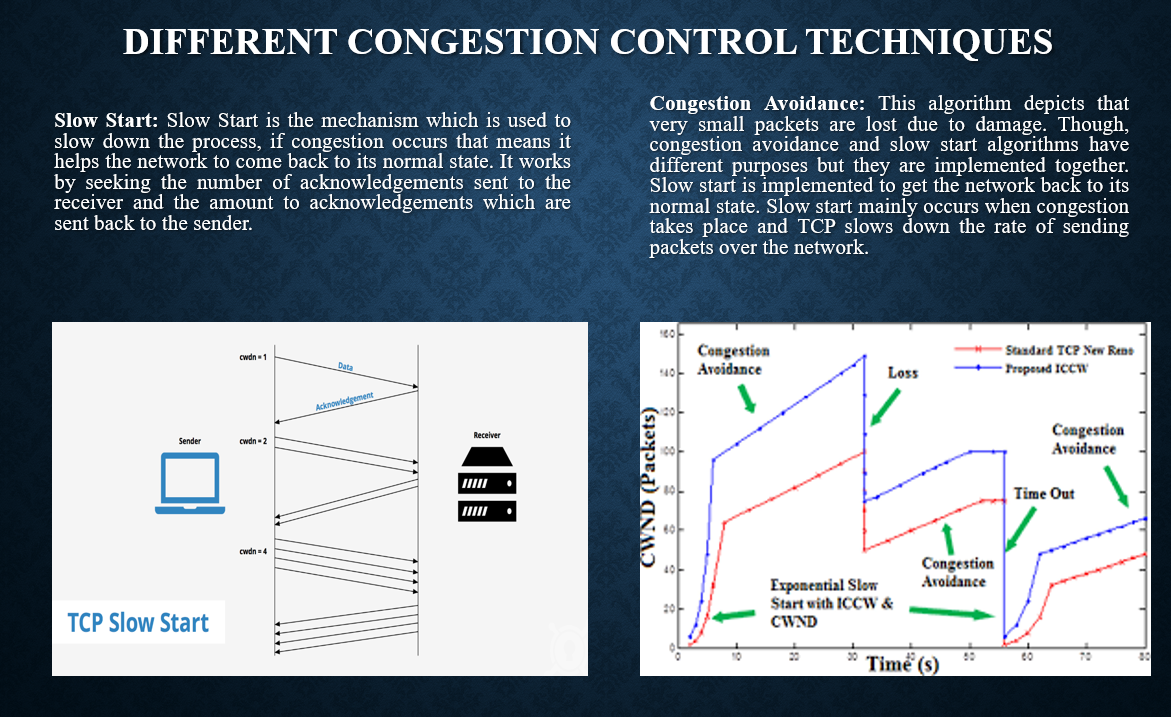 DIFFERENT CONGESTION CONTROL TECHNIQUES
Slow Start: Slow Start is the mechanism which is used to
slow down the process, if congestion occurs that means it
helps the network to come back to its normal state. It works
by seeking the number of acknowledgements sent to the
receiver and the amount to acknowledgements which are
sent back to the sender.
Congestion Avoidance: This algorithm depicts that
very small packets are lost due to damage. Though,
congestion avoidance and slow start algorithms have
different purposes but they are implemented together.
Slow start is implemented to get the network back to its
normal state. Slow start mainly occurs when congestion
takes place and TCP slows down the rate of sending
packets over the network.
cwdn = 1
Data
Acknowledgement
Sender
cwdn = 2
Receiver
cwdn = 4
TCP Slow Start
160
140
120
100
80
60
40
20
0
CWND (Packets)
Congestion
Avoidance
Loss
Standard TCP New Reno
Proposed ICCW
Congestion
Avoidance
Time Out
Congestion
Avoidance
Exponential Slow
Start with ICCW &
CWND
0
10
20
30
40
50
60
70
80
Time (s)